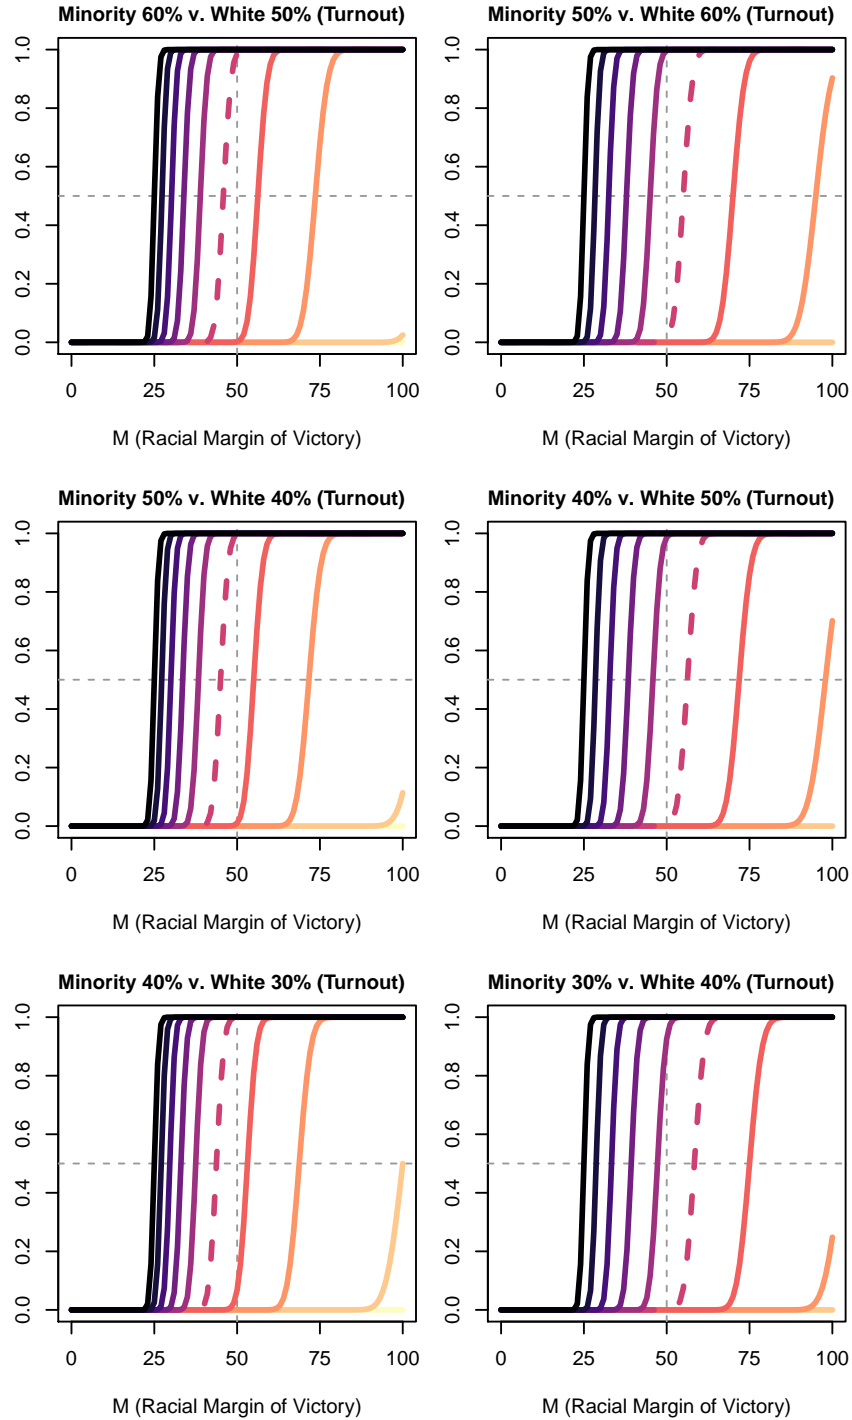 Minority 60% v. White 50% (Turnout)
1.0
0.8
0.6
0.4
0.2
0.0
0 25 50 75 100
M (Racial Margin of Victory)
Minority 50% v. White 60% (Turnout)
1.0
0.8
0.6
0.4
0.2
0.0
0 25 50 75 100
M (Racial Margin of Victory)
Minority 50% v. White 40% (Turnout)
1.0
0.8
0.6
0.4
0.2
0.0
0 25 50 75 100
M (Racial Margin of Victory)
Minority 40% v. White 50% (Turnout)
1.0
0.8
0.6
0.4
0.2
0.0
0 25 50 75 100
M (Racial Margin of Victory)
Minority 40% v. White 30% (Turnout)
1.0
0.8
0.6
0.4
0.2
0.0
0 25 50 75 100
M (Racial Margin of Victory)
Minority 30% v. White 40% (Turnout)
1.0
0.8
0.6
0.4
0.2
0.0
0 25 50 75 100
M (Racial Margin of Victory)